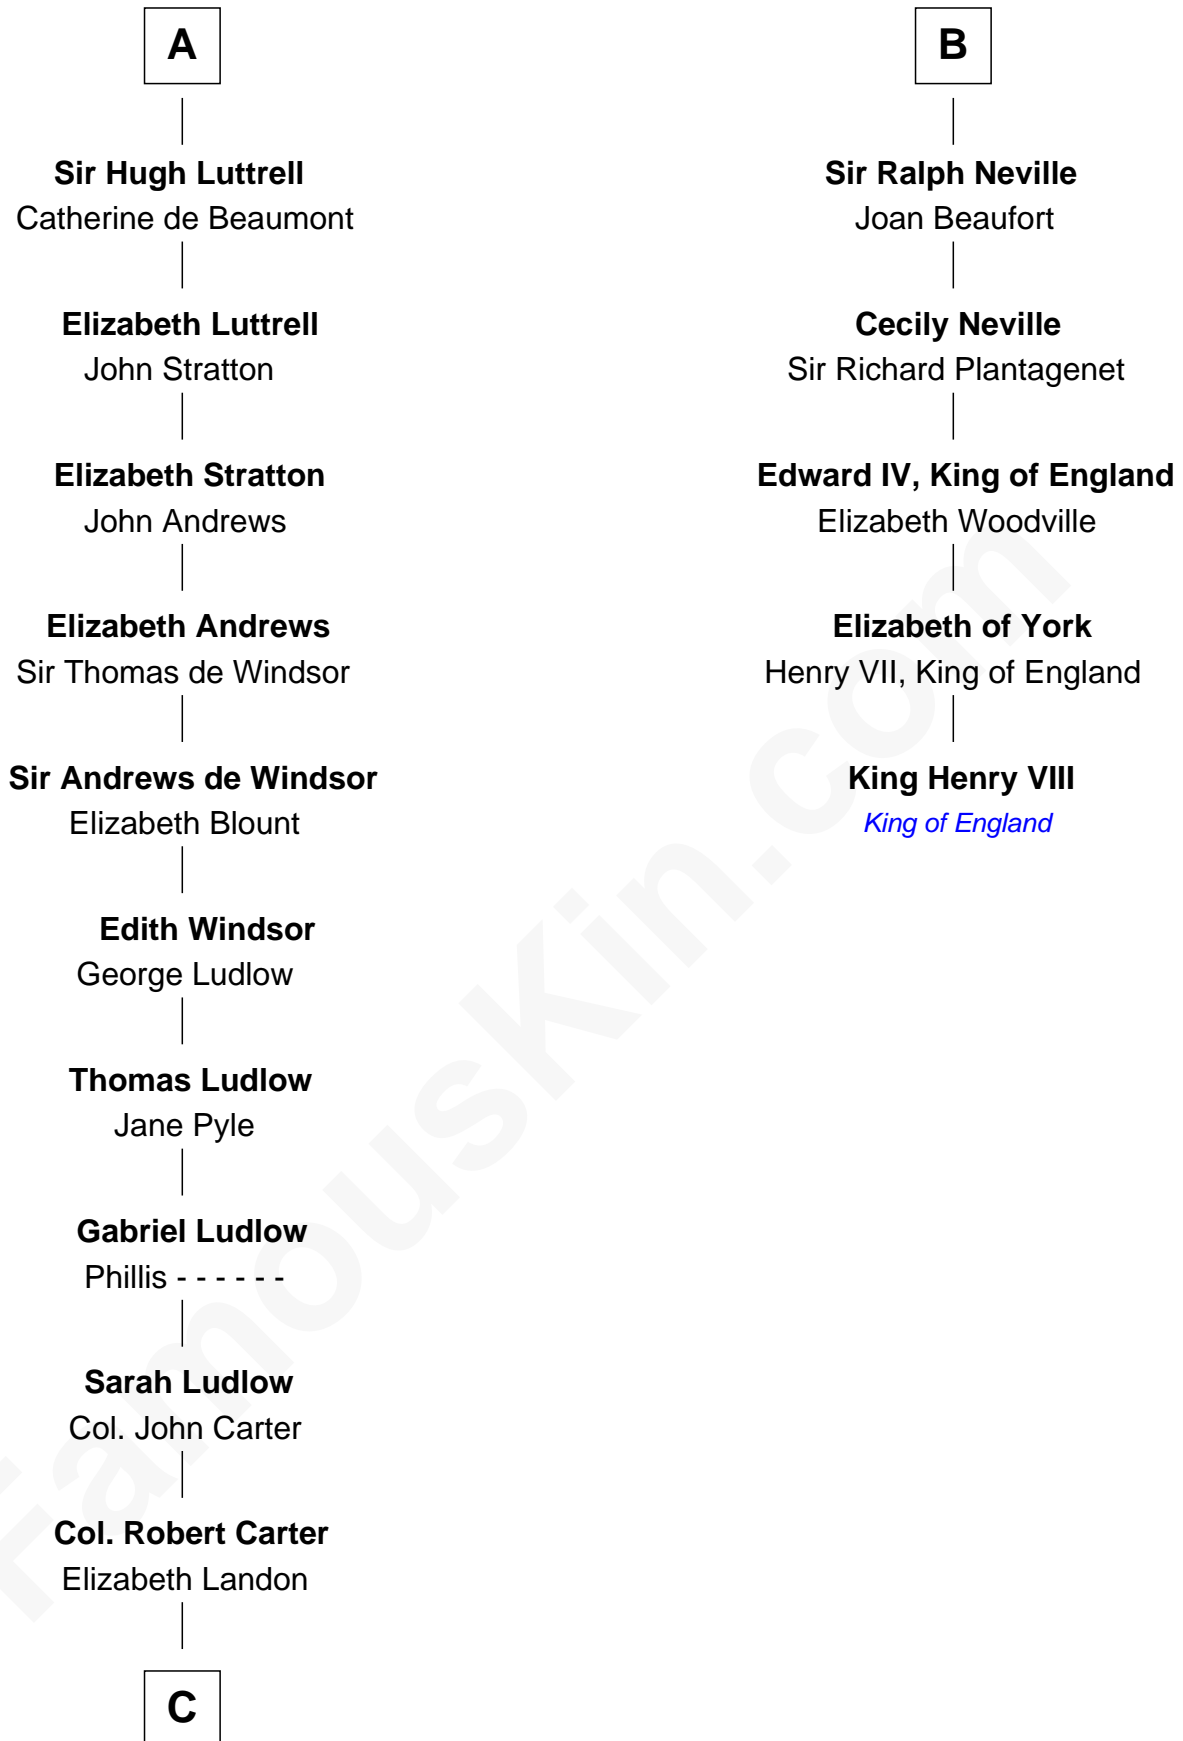 A
Sir Hugh Luttrell
Catherine de Beaumont
Elizabeth Luttrell
John Stratton
Elizabeth Stratton
John Andrews
Elizabeth Andrews
Sir Thomas de Windsor
Sir Andrews de Windsor
Elizabeth Blount
Edith Windsor
George Ludlow
Thomas Ludlow
Jane Pyle
Gabriel Ludlow
Phillis - - - - - -
Sarah Ludlow
Col. John Carter
Col. Robert Carter
Elizabeth Landon
C
B
Sir Ralph Neville
Joan Beaufort
Cecily Neville
Sir Richard Plantagenet
Edward IV, King of England
Elizabeth Woodville
Elizabeth of York
Henry VII, King of England
King Henry VIII
King of England
FamousKin.com